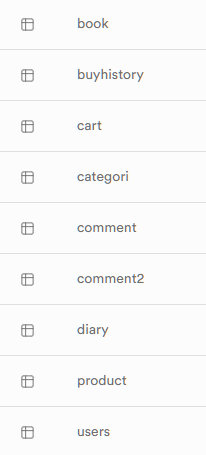 book
buyhistory
cart
categori
comment
comment2
diary
product
users